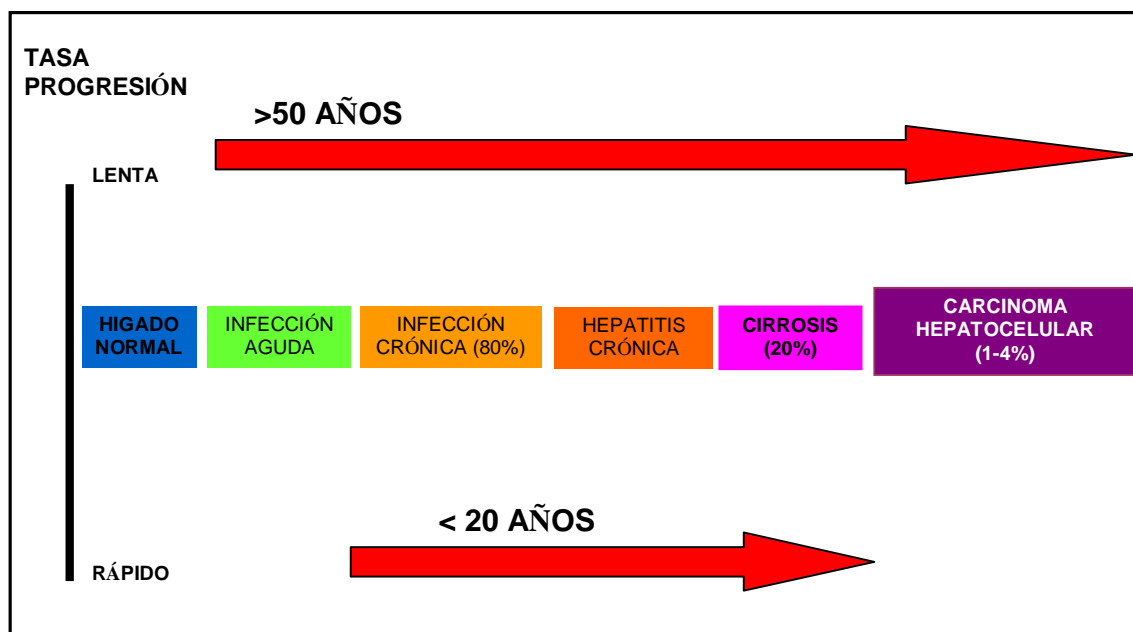 TASA
PROGRESIÓN
>50 AÑOS
LENTA
HIGADO
NORMAL
INFECCIÓN
AGUDA
INFECCIÓN
CRÓNICA (80%)
HEPATITIS
CRÓNICA
CIRROSIS
(20%)
CARCINOMA
HEPATOCELULAR
(1-4%)
< 20 AÑOS
RÁPIDO